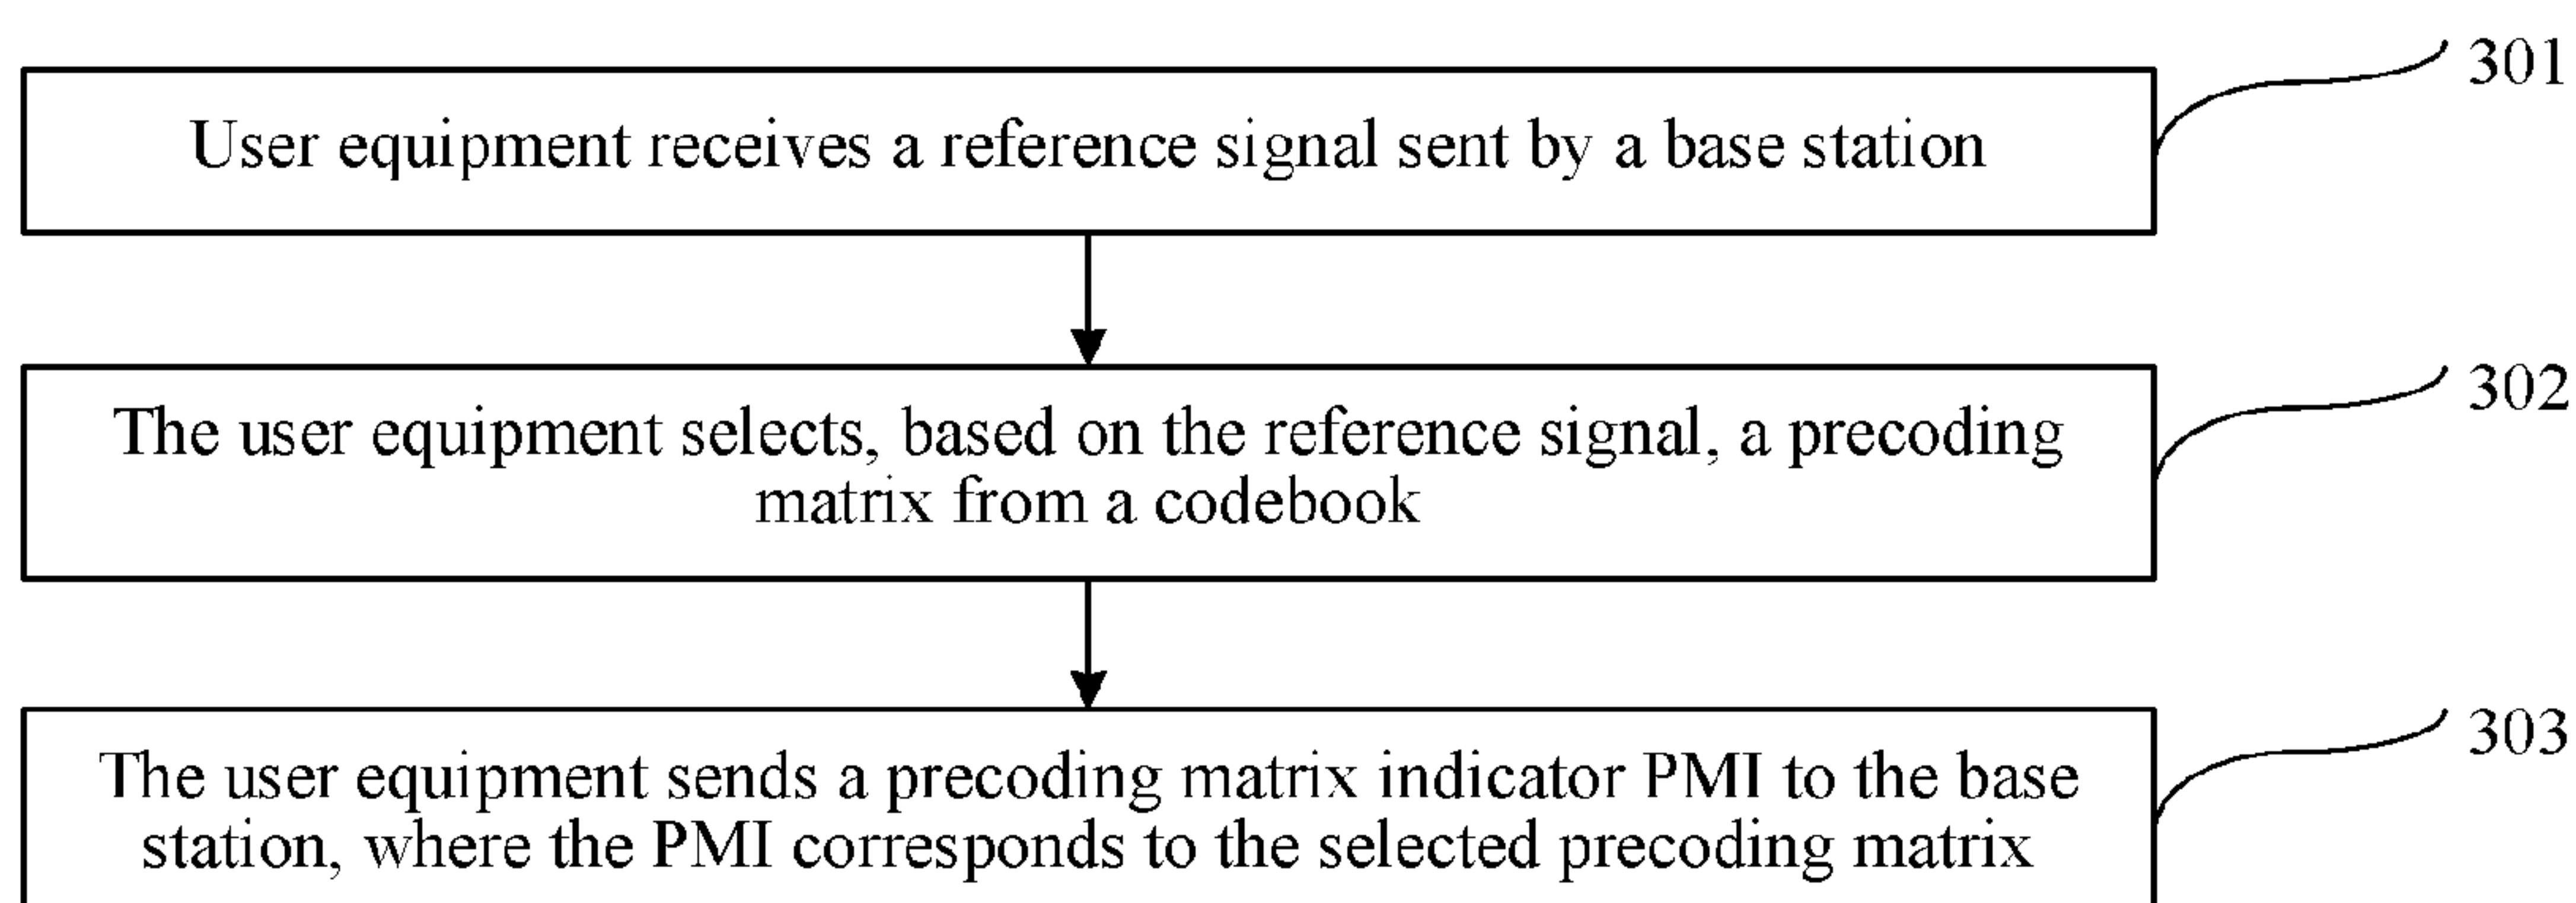 301
User equipment receives a reference signal sent by a base station
302
The user equipment selects, based on the reference signal, a precoding
matrix from a codebook
303
The user equipment sends a precoding matrix indicator PMI to the base
station, where the PMI corresponds to the selected precoding matrix